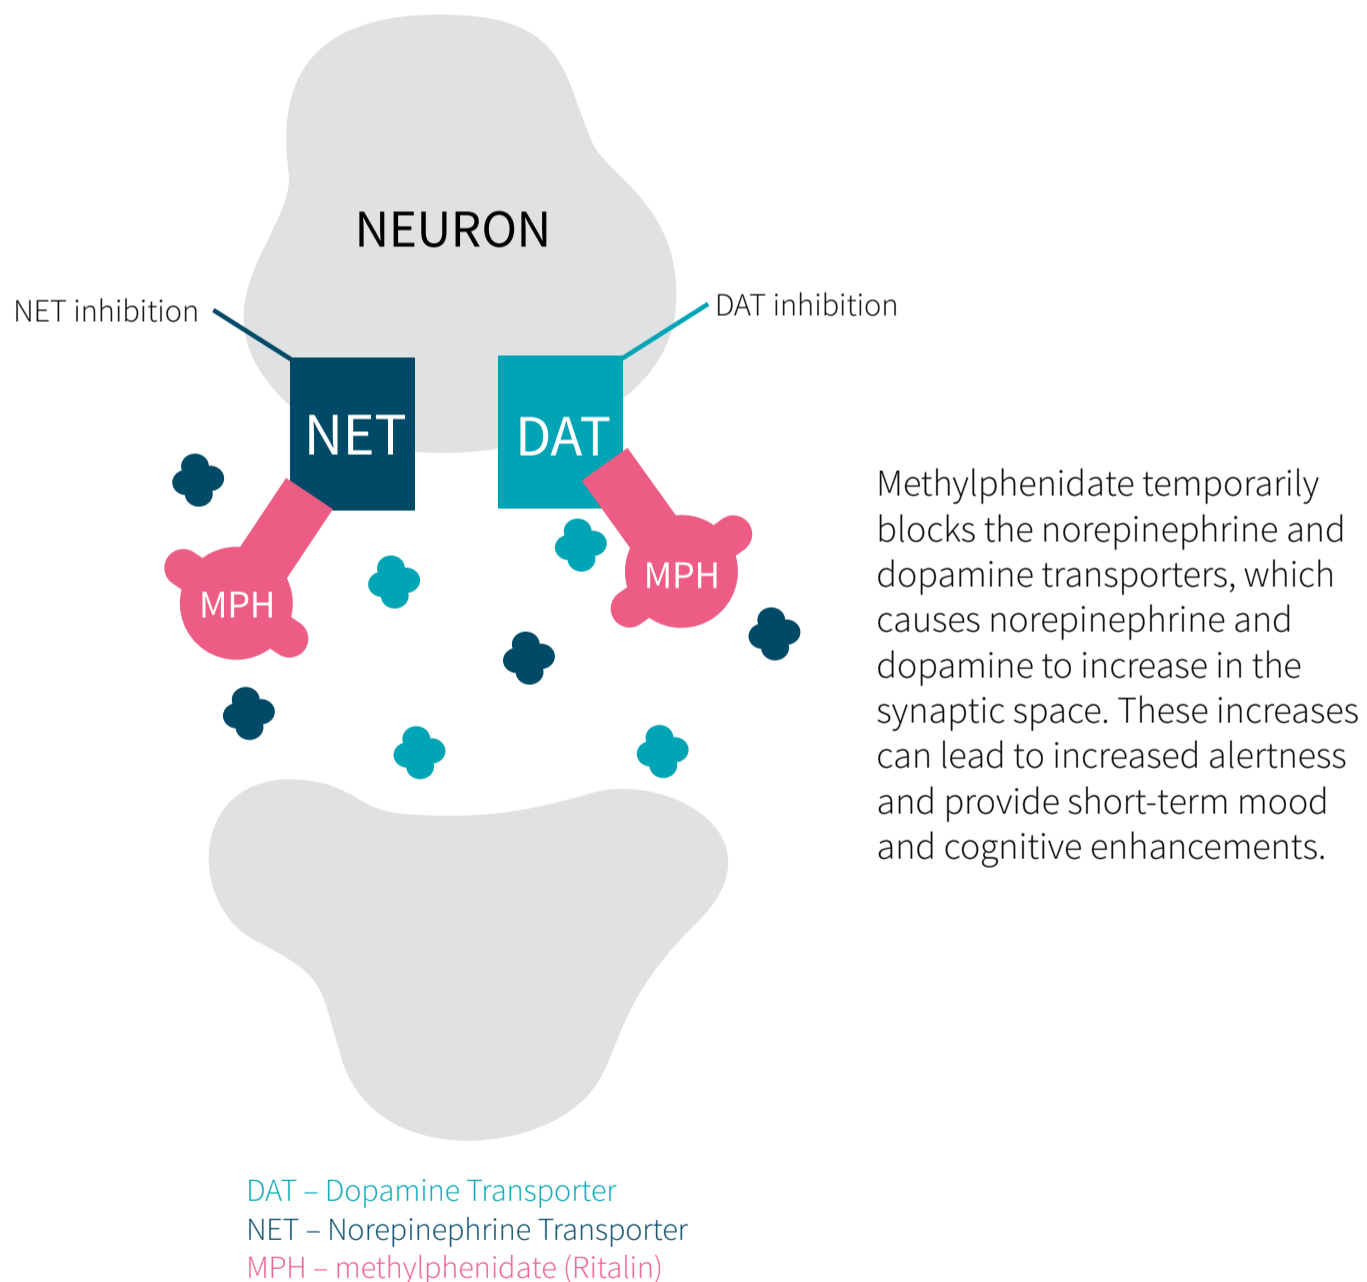 NEURON
NET inhibition
DAT inhibition
NET
DAT
MPH
MPH
Methylphenidate temporarily
blocks the norepinephrine and
dopamine transporters, which
causes norepinephrine and
dopamine to increase in the
synaptic space. These increases
can lead to increased alertness
and provide short-term mood
and cognitive enhancements.
DAT – Dopamine Transporter
NET – Norepinephrine Transporter
MPH – methylphenidate (Ritalin)